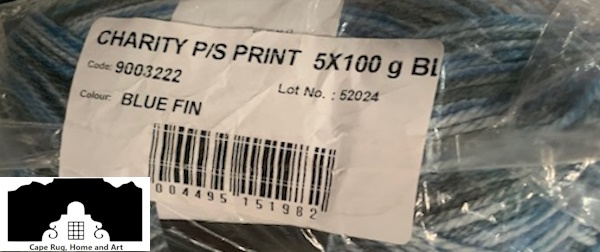 CHARITY P/S PRINT 5X100 g BL
Code: 9003222
Lot No. : 52024
Colour: BLUE FIN
004495 151982
Cape Rug, Home and Art